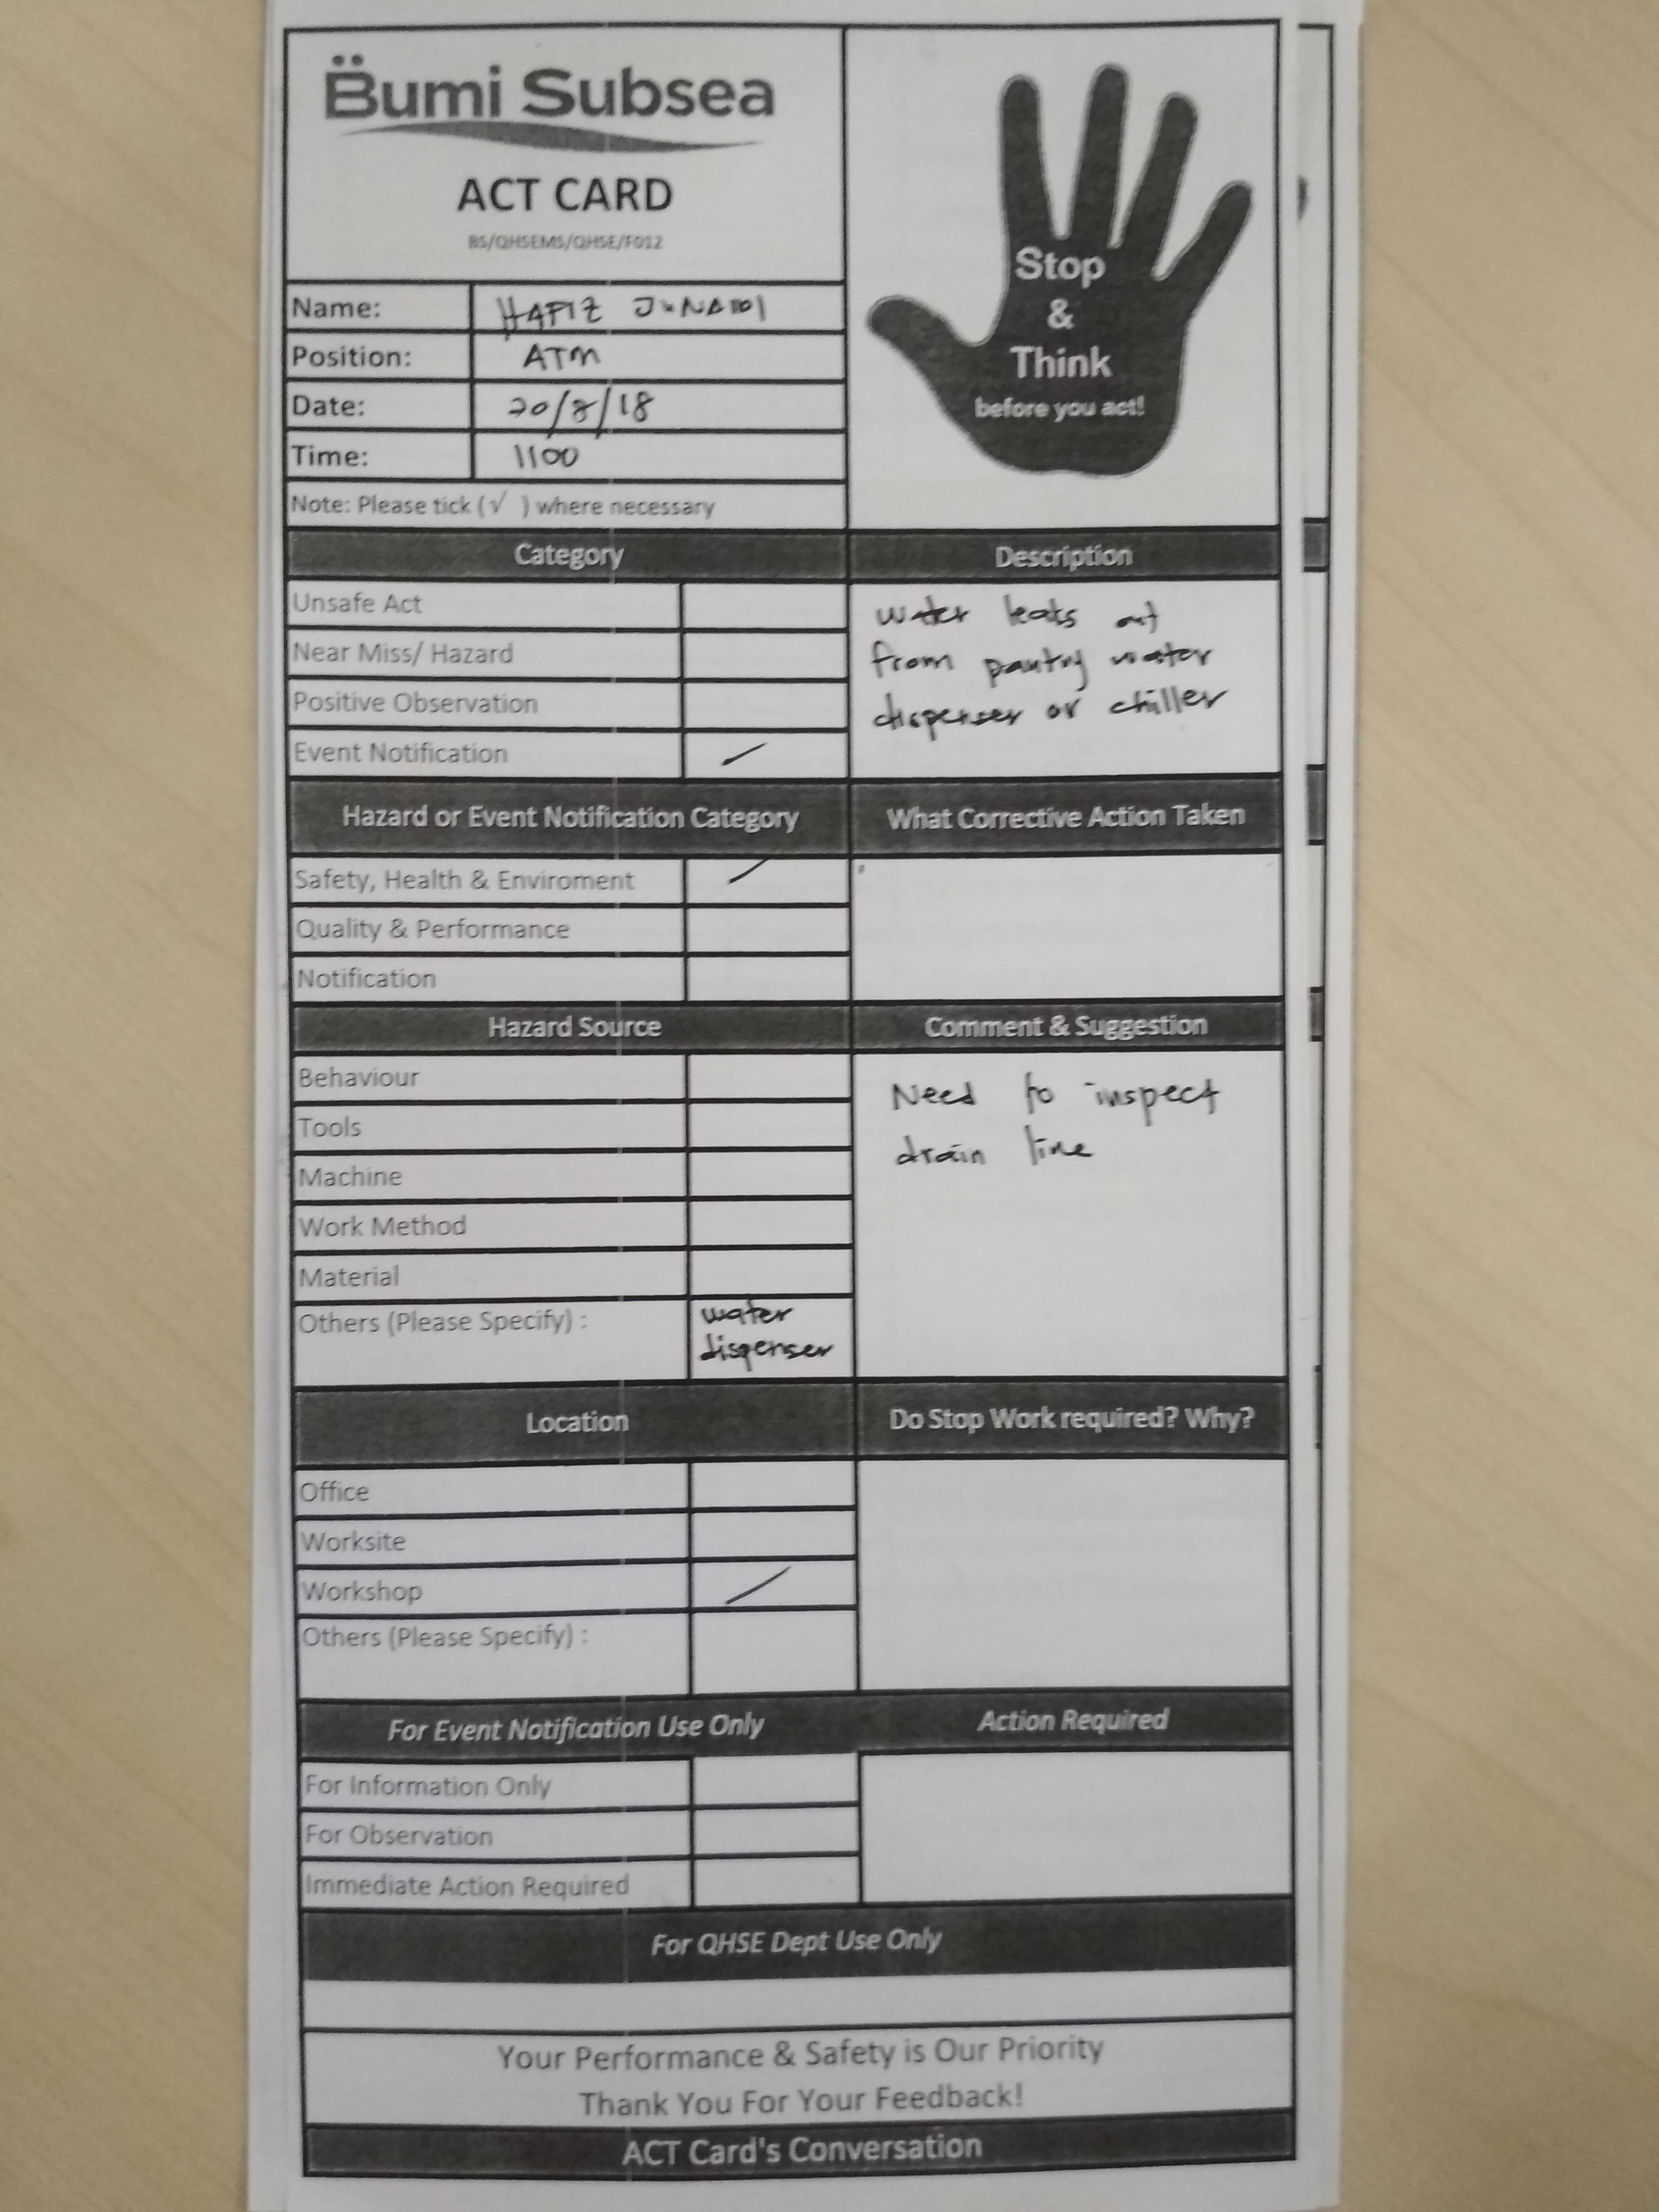 Bumi Subsea
ACT CARD
BS/QHSEMS/QHSE/F012
Stop
&
Think
before you act!
Name: HAFIZ JUNAIDI
Position: ATM
Date: 20/8/18
Time: 1100
Note: Please tick (√ ) where necessary
Category
Description
Unsafe Act
Near Miss/ Hazard
Positive Observation
Event Notification
water leaks out
from pantry water
dispenser or chiller
Hazard or Event Notification Category
What Corrective Action Taken
Safety, Health & Enviroment
Quality & Performance
Notification
Hazard Source
Comment & Suggestion
Behaviour
Tools
Machine
Work Method
Material
Others (Please Specify) : water
dispenser
Need to inspect
drain line
Location
Do Stop Work required? Why?
Office
Worksite
Workshop
Others (Please Specify) :
For Event Notification Use Only
Action Required
For Information Only
For Observation
Immediate Action Required
For QHSE Dept Use Only
Your Performance & Safety is Our Priority
Thank You For Your Feedback!
ACT Card's Conversation